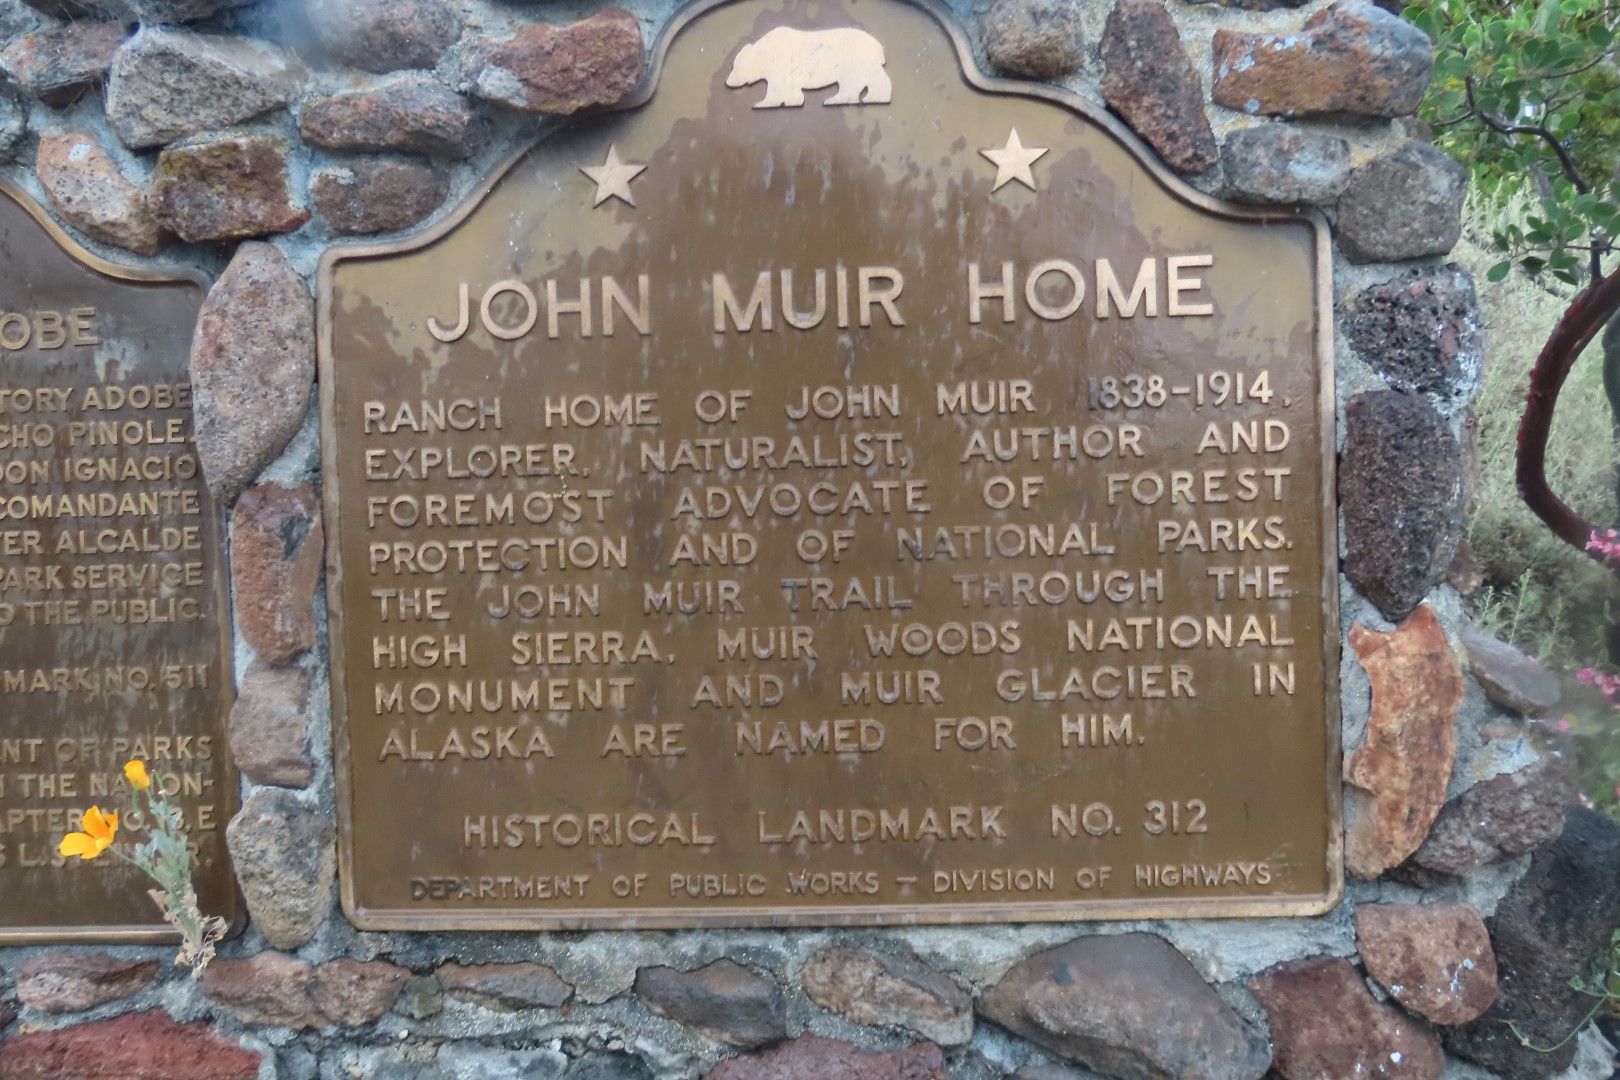 OBE
TORY ADOBE
CHO PINOLE.
DON IGNACIO
COMANDANTE
ER ALCALDE
PARK SERVICE
O THE PUBLIC.
MARK NO. 511
NT OF PARKS
THE
ON-
E
JOHN MUIR HOME
RANCH HOME OF JOHN MUIR 1838-1914,
EXPLORER, NATURALIST, AUTHOR AND
FOREMOST ADVOCATE OF FOREST
PROTECTION AND OF NATIONAL PARKS.
THE JOHN MUIR TRAIL THROUGH THE
HIGH SIERRA, MUIR WOODS NATIONAL
MONUMENT AND MUIR GLACIER IN
ALASKA ARE NAMED FOR HIM.
HISTORICAL LANDMARK NO. 312
DEPARTMENT OF PUBLIC WORKS – DIVISION OF HIGHWAYS